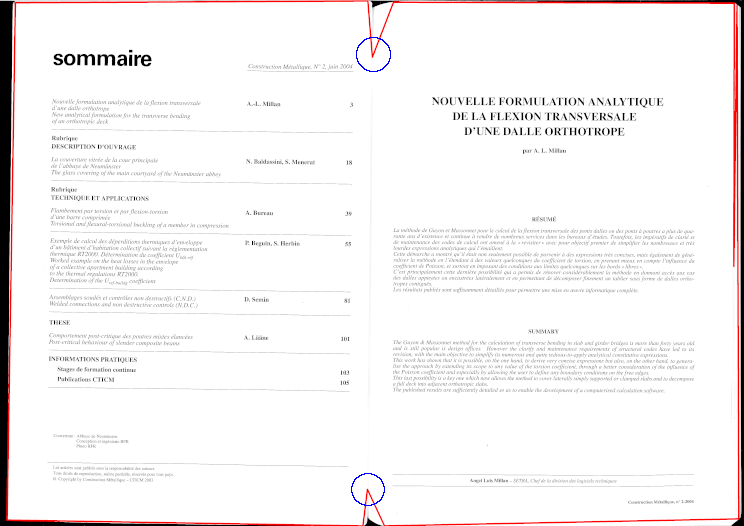 sommaire
Construction Métallique, N° 2, juin 2004
Nouvelle formulation analytique de la flexion transversale
d'une dalle orthotrope
New analytical formulation for the transverse bending
of an orthotropic deck
A.-L. Millan
3
Rubrique
DESCRIPTION D'OUVRAGE
La couverture vitrée de la cour principale
de l'abbaye de Neumünster
The glass covering of the main courtyard of the Neumünster abbey
N. Baldassini, S. Menerat
18
Rubrique
TECHNIQUE ET APPLICATIONS
Flambement par torsion et par flexion-torsion
d'une barre comprimée
Torsional and flexural-torsional buckling of a member in compression
A. Bureau
39
Exemple de calcul des déperditions thermiques d'enveloppe
d'un bâtiment d'habitation collectif suivant la réglementation
thermique RT2000. Détermination du coefficient
Worked example on the heat losses in the envelope
of a collective apartment building according
to the thermal regulations RT2000.
Determination of the coefficient
P. Beguin, S. Herbin
55
Assemblages soudés et contrôles non destructifs (C.N.D.)
Welded connections and non destructive controls (N.D.C.)
D. Semin
81
THESE
Comportement post-critique des poutres mixtes élancées
Post-critical behaviour of slender composite beams
101
INFORMATIONS PRATIQUES
Stages de formation continue
103
Publications CTICM
105
Couverture: Abbaye de Neumünster
Conception et ingénierie RFR
Photo RFR
Les articles sont publiés sous la responsabilité des auteurs.
Tous droits de reproduction, même partielle, réservés pour tous pays.
© Copyright by Construction Métallique – CTICM 2003
NOUVELLE FORMULATION ANALYTIQUE
DE LA FLEXION TRANSVERSALE
D'UNE DALLE ORTHOTROPE
par A. L. Millan
RÉSUMÉ
La méthode de Guyon et Massonnet pour le calcul de la flexion transversale des ponts dalles ou des ponts à poutres a plus de qua-
rante ans d'existence et continue à rendre de nombreux services dans les bureaux d'études. Toutefois, les impératifs de clarté et
de maintenance des codes de calcul ont amené à la « revisiter » avec pour objectif premier de simplifier les nombreuses et très
lourdes expressions analytiques qui l'émaillent.
Cette démarche a montré qu'il était non seulement possible de parvenir à des expressions très concises, mais également de géné-
raliser la méthode en l'étendant à des valeurs quelconques du coefficient de torsion, en prenant mieux en compte l'influence du
coefficient de Poisson, et surtout en imposant des conditions aux limites quelconques sur les bords « libres ».
C'est principalement cette dernière possibilité qui a permis de rénover considérablement la méthode en donnant accès aux cas
des dalles appuyées ou encastrées latéralement et en permettant de décomposer finement un tablier sous forme de dalles ortho-
tropes contiguës.
Les résultats publiés sont suffisamment détaillés pour permettre une mise en œuvre informatique complète.
SUMMARY
The Guyon & Massonnet method for the calculation of transverse bending in slab and girder bridges is more than forty years old
and is still popular in design offices. However the clarity and maintenance requirements of structural codes have led to its
revision, with the main objective to simplify its numerous and quite tedious-to-apply analytical constitutive expressions.
This work has shown that it is possible, on the one hand, to derive very concise expressions but also, on the other hand, to genera-
lize the approach by extending its scope to any value of the torsion coefficient, through a better consideration of the influence of
the Poisson coefficient and especially by allowing the user to define any boundary conditions on the free edges.
This last possibility is a key one which now allows the method to cover laterally simply supported or clamped slabs and to decompose
a full deck into adjacent orthotropic slabs.
The published results are sufficiently detailed so as to enable the development of a computerized calculation software.
Angel Luis Millan – SETRA, Chef de la division des logiciels techniques
Construction Métallique, n° 2-2004